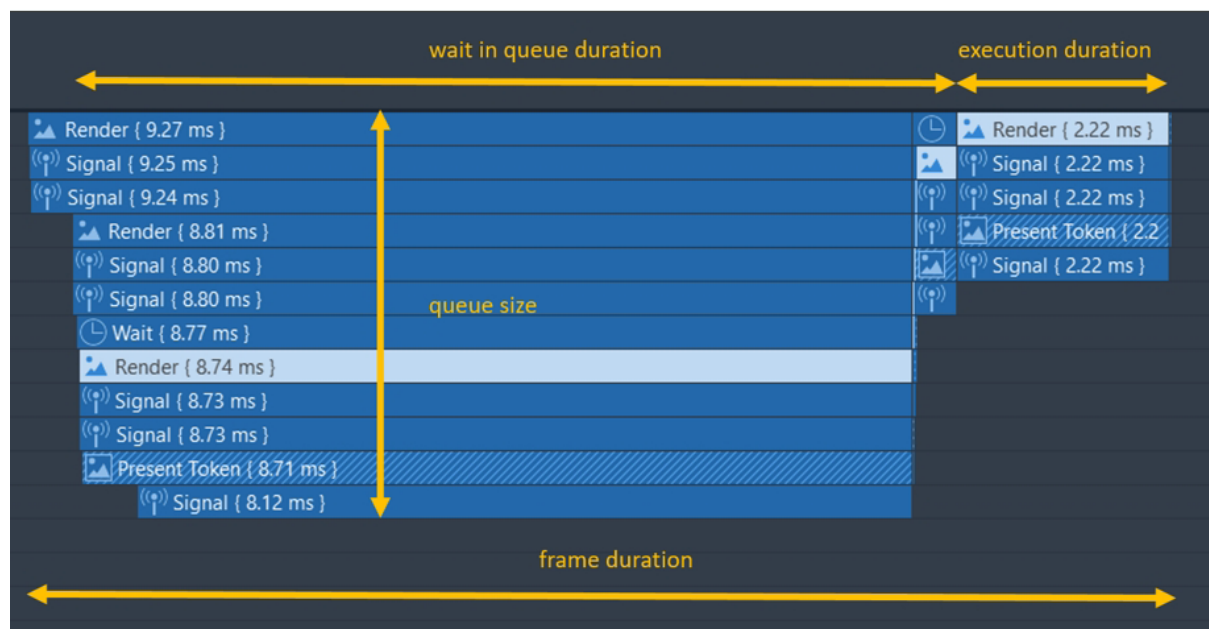 wait in queue duration
execution duration
Render { 9.27 ms }
Render { 2.22 ms }
Signal { 9.25 ms }
Signal { 2.22 ms }
Signal { 9.24 ms }
Signal { 2.22 ms }
Render { 8.81 ms }
Present Token { 2.2
Signal { 8.80 ms }
Signal { 2.22 ms }
Signal { 8.80 ms }
queue size
Wait { 8.77 ms }
Render { 8.74 ms }
Signal { 8.73 ms }
Signal { 8.73 ms }
Present Token { 8.71 ms }
Signal { 8.12 ms }
frame duration